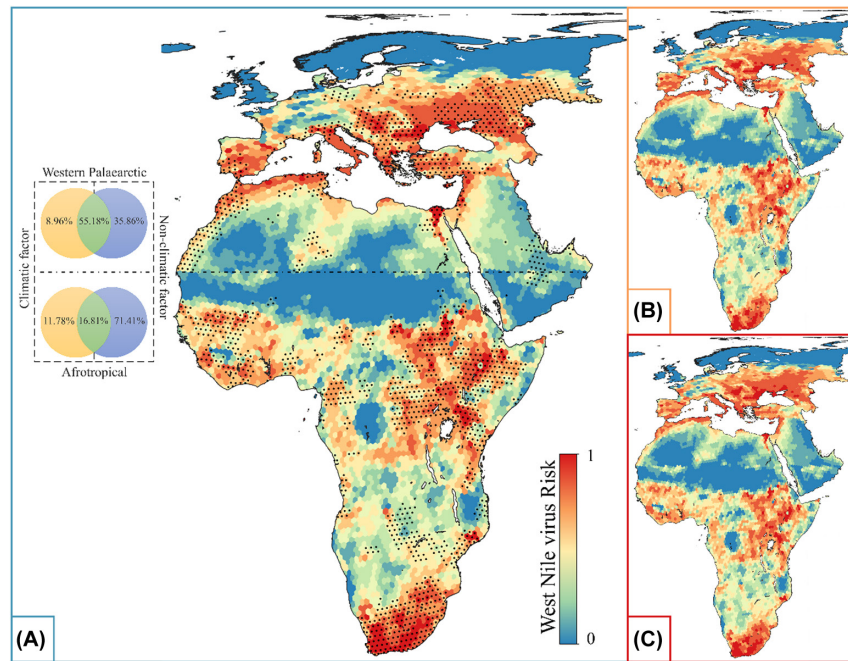 Western Palaearctic
Climatic factor
8.96% 55.18% 35.86%
Non-climatic factor
11.78% 16.81% 71.41%
Afrotropical
West Nile virus Risk
1
0
(A)
(B)
(C)